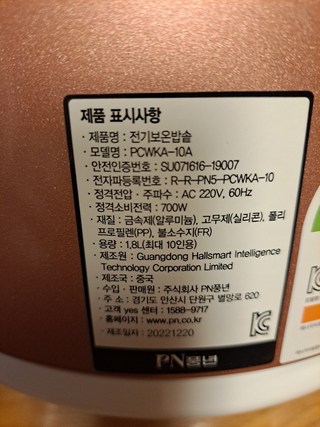 제품 표시사항
· 제품명 : 전기보온밥솥
· 모델명 : PCWKA-10A
· 안전인증번호 : SU071616-19007
· 전자파등록번호 : R-R-PN5-PCWKA-10
· 정격전압 · 주파수 : AC 220V, 60Hz
· 정격소비전력 : 700W
· 재질 : 금속제(알루미늄), 고무제(실리콘), 폴리
프로필렌(PP), 불소수지(FR)
· 용량 : 1.8L(최대 10인용)
· 제조원 : Guangdong Hallsmart Intelligence
Technology Corporation Limited
· 제조국 : 중국
· 수입 · 판매원 : 주식회사 PN풍년
· 주 소 : 경기도 안산시 단원구 별망로 620
· 고객 yes 센터 : 1588-9717
· 홈페이지 : www.pn.co.kr
· 제조일자 : 20221220
PN풍년